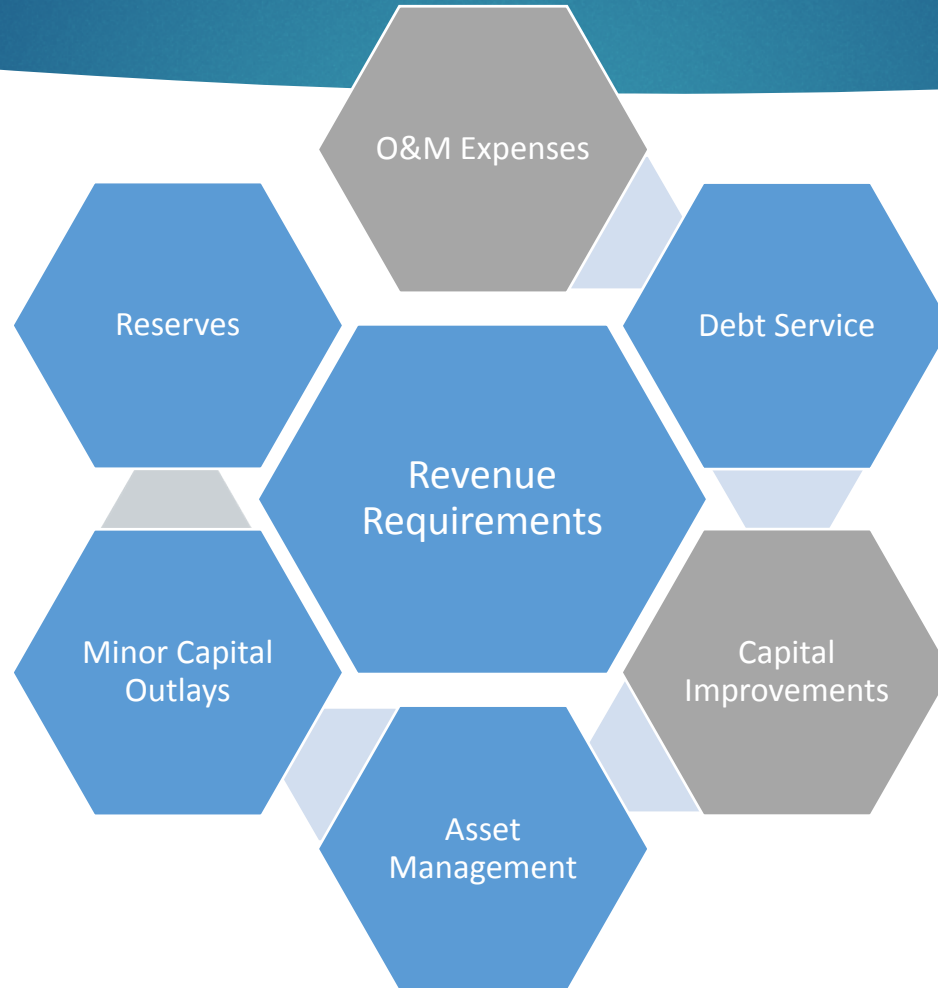 O&M Expenses
Reserves
Debt Service
Revenue
Requirements
Minor Capital
Outlays
Capital
Improvements
Asset
Management